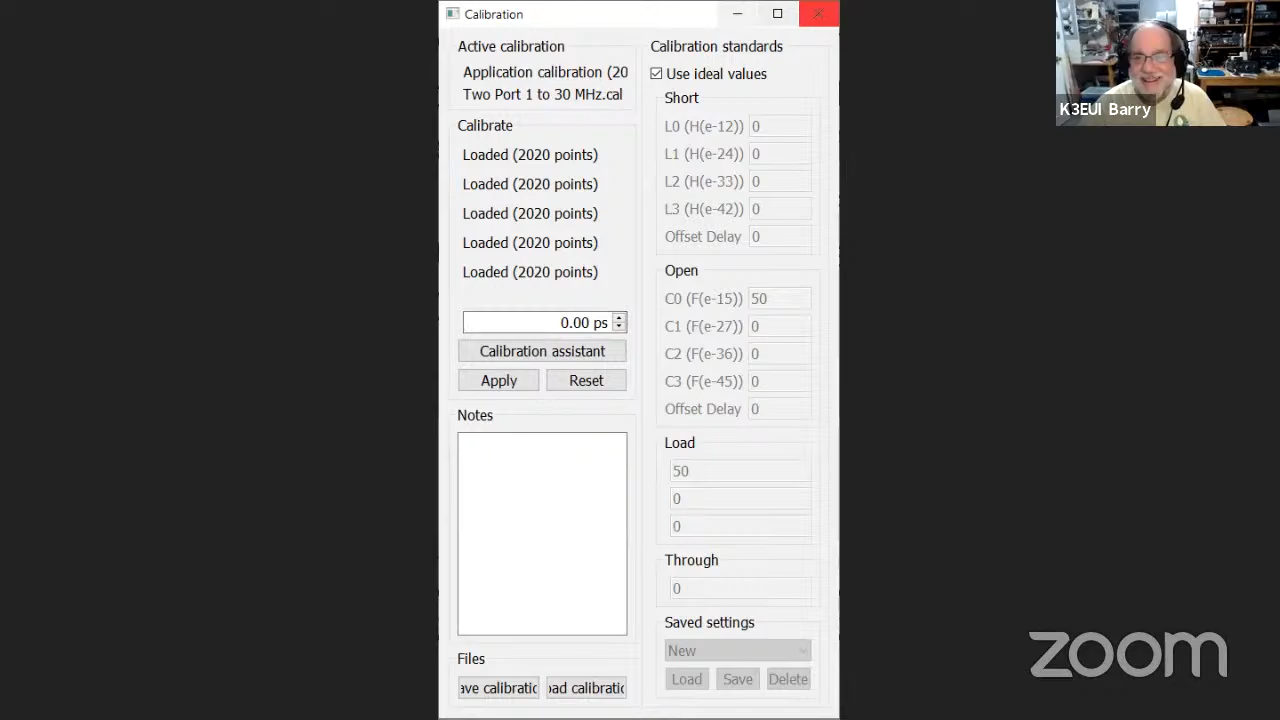 Calibration
Active calibration
Application calibration (20
Two Port 1 to 30 MHz.cal
Calibrate
Loaded (2020 points)
Loaded (2020 points)
Loaded (2020 points)
Loaded (2020 points)
Loaded (2020 points)
0.00 ps
Calibration assistant
Apply
Reset
Notes
Files
ave calibratic
oad calibratio
Calibration standards
Use ideal values
Short
L0 (H(e-12)) 0
L1 (H(e-24)) 0
L2 (H(e-33)) 0
L3 (H(e-42)) 0
Offset Delay 0
Open
C0 (F(e-15)) 50
C1 (F(e-27)) 0
C2 (F(e-36)) 0
C3 (F(e-45)) 0
Offset Delay 0
Load
50
0
0
Through
0
Saved settings
New
Load
Save
Delete
K3EUI Barry
zoom